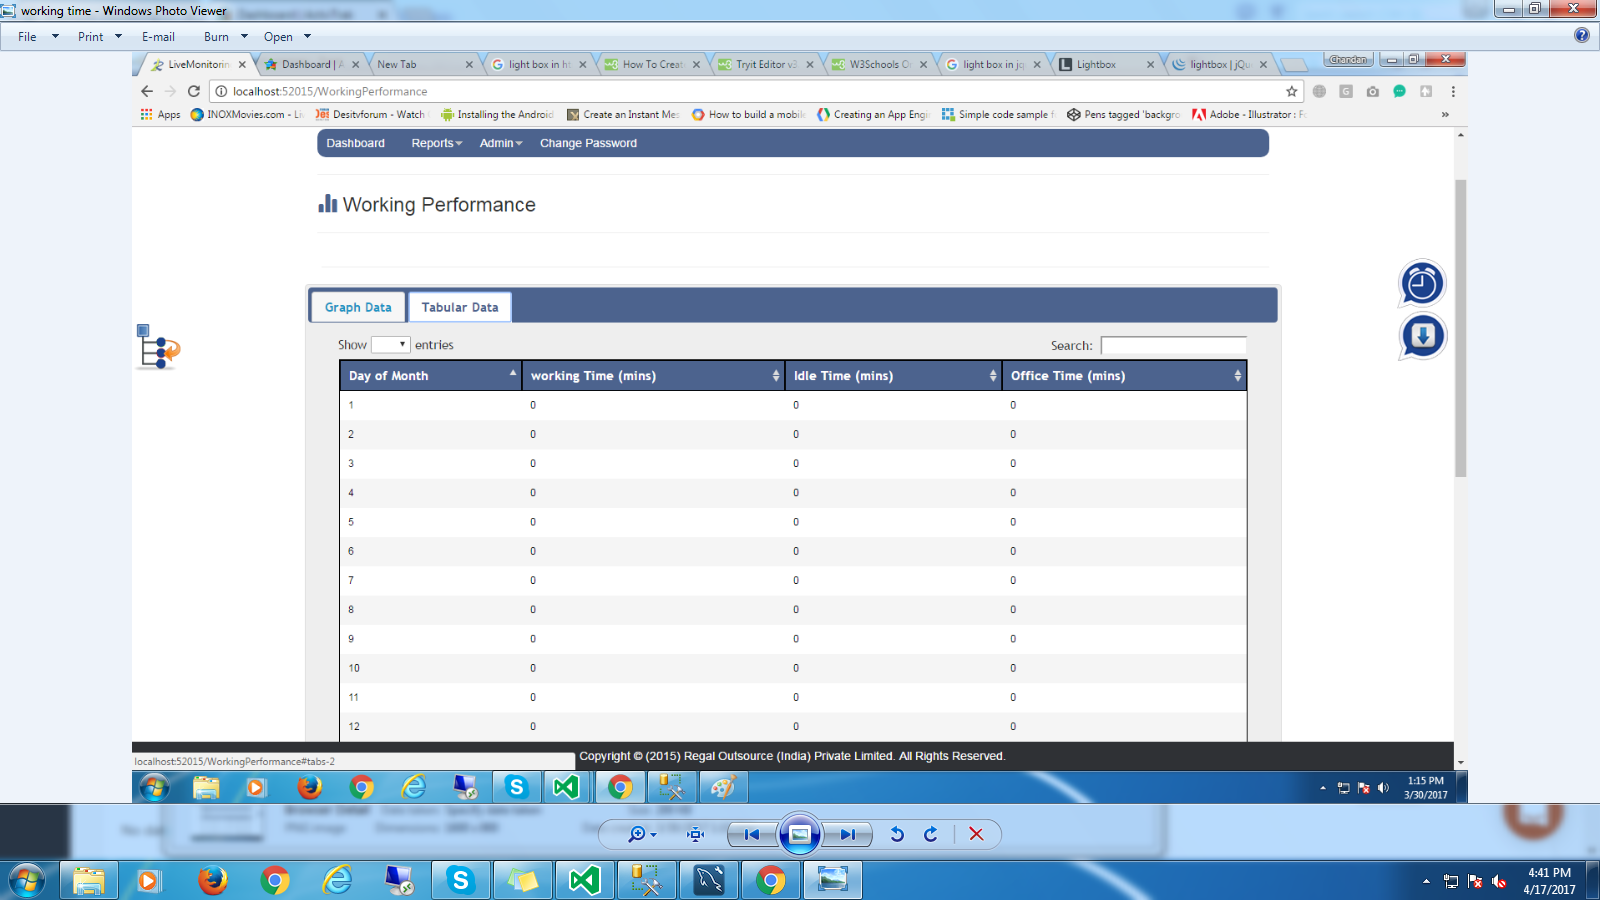 working time - Windows Photo Viewer
File Print E-mail Burn Open
LiveMonitorin Dashboard | A New Tab light box in ht How To Create Tryit Editor v3. W3Schools On light box in jq Lightbox lightbox | jQu Chandan
localhost:52015/WorkingPerformance
Apps INOXMovies.com - Li Desitvforum - Watch Installing the Android Create an Instant Mes How to build a mobile Creating an App Engi Simple code sample f Pens tagged 'backgro Adobe - Illustrator : Fo »
Dashboard Reports Admin Change Password
Working Performance
Graph Data Tabular Data
Show entries Search:
Day of Month working Time (mins) Idle Time (mins) Office Time (mins)
1 0 0 0
2 0 0 0
3 0 0 0
4 0 0 0
5 0 0 0
6 0 0 0
7 0 0 0
8 0 0 0
9 0 0 0
10 0 0 0
11 0 0 0
12 0 0 0
Copyright © (2015) Regal Outsource (India) Private Limited. All Rights Reserved.
localhost:52015/WorkingPerformance#tabs-2
1:15 PM
3/30/2017
4:41 PM
4/17/2017